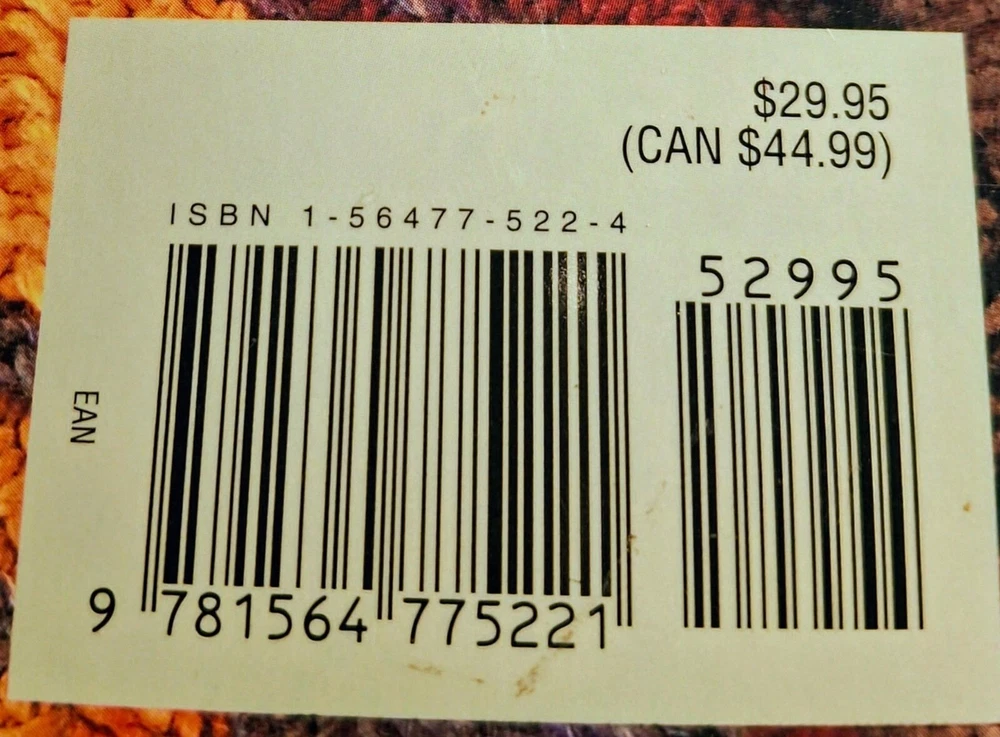 $29.95
(CAN $44.99)
ISBN 1-56477-522-4
52995
EAN
9 781564 775221